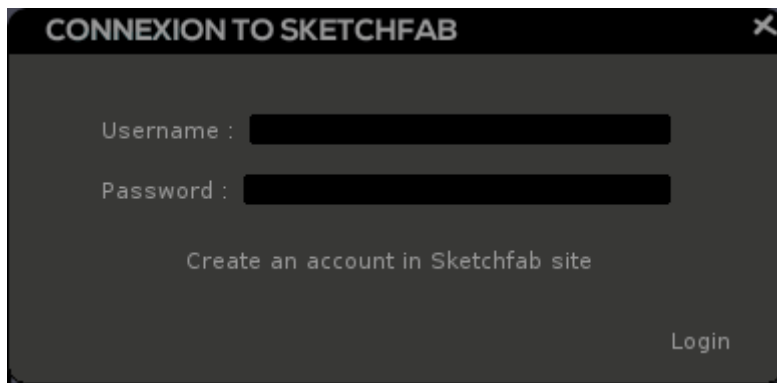 CONNEXION TO SKETCHFAB
Username :
Password :
Create an account in Sketchfab site
Login